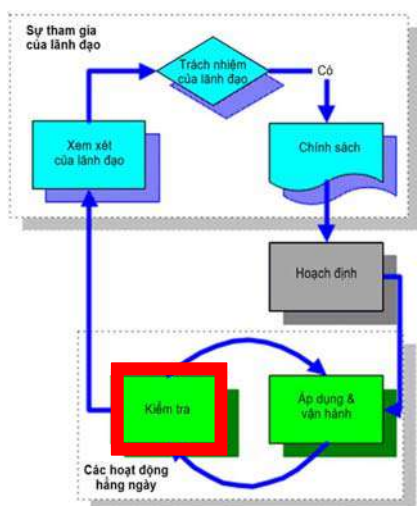 Sự tham gia
của lãnh đạo
Trách nhiệm
của lãnh đạo
Có
Xem xét
của lãnh đạo
Chính sách
Hoạch định
Kiểm tra
Áp dụng &
vận hành
Các hoạt động
hằng ngày